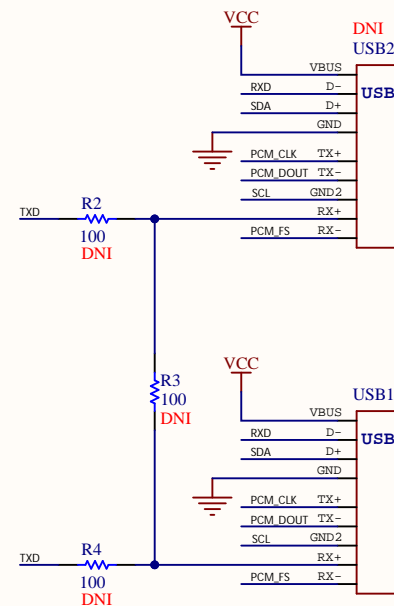 VCC
DNI
USB2
VBUS
RXD D-
USB
SDA D+
GND
PCM_CLK TX+
PCM_DOUT TX-
SCL GND2
TXD R2 RX+
100
PCM_FS RX-
DNI
VCC
R3
100
USB1
DNI
VBUS
RXD D-
USB
SDA D+
GND
PCM_CLK TX+
PCM_DOUT TX-
SCL GND2
TXD R4 RX+
100
PCM_FS RX-
DNI